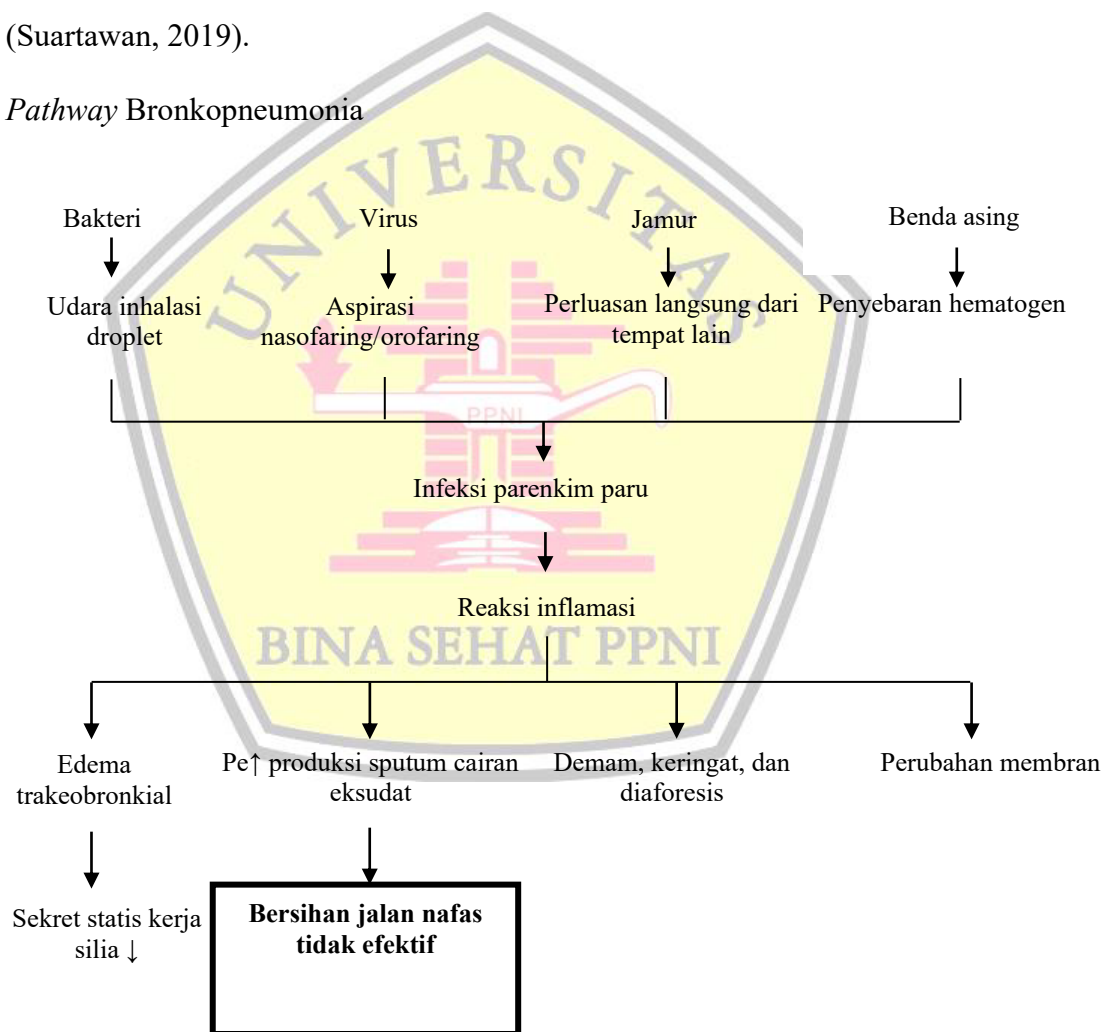 (Suartawan, 2019).
Pathway Bronkopneumonia
UNIVERSITAS
Bakteri
Virus
Jamur
Benda asing
Udara inhalasi
droplet
Aspirasi
nasofaring/orofaring
Perluasan langsung dari
tempat lain
Penyebaran hematogen
PPNI
Infeksi parenkim paru
Reaksi inflamasi
BINA SEHAT PPNI
Edema
trakeobronkial
Pe↑ produksi sputum cairan
eksudat
Demam, keringat, dan
diaforesis
Perubahan membran
Sekret statis kerja
silia ↓
Bersihan jalan nafas
tidak efektif